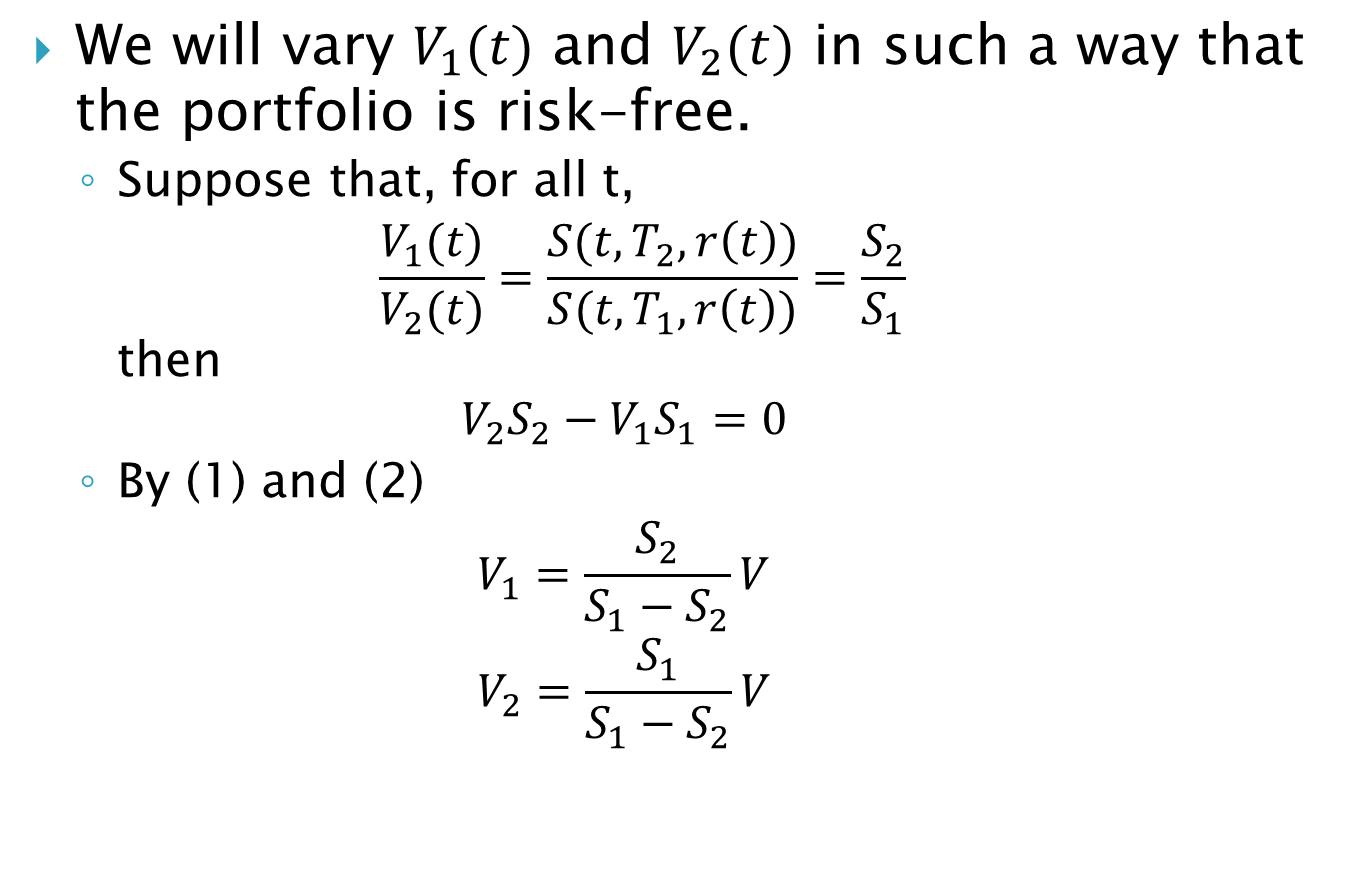 We will vary V₁(t) and V₂(t) in such a way that
the portfolio is risk-free.
Suppose that, for all t,
V₁(t)/V₂(t) = S(t, T₂, r(t))/S(t, T₁, r(t)) = S₂/S₁
then
V₂S₂ − V₁S₁ = 0
By (1) and (2)
V₁ = S₂/(S₁ − S₂) V
V₂ = S₁/(S₁ − S₂) V